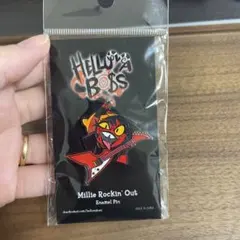 HELLUVA
BOSS
Millie Rockin' Out
Enamel Pin